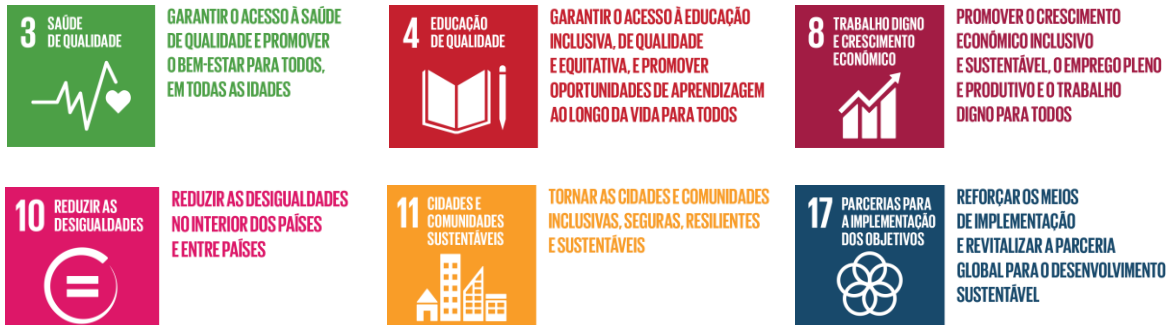 3 SAÚDE
DE QUALIDADE
GARANTIR O ACESSO À SAÚDE
DE QUALIDADE E PROMOVER
O BEM-ESTAR PARA TODOS,
EM TODAS AS IDADES
4 EDUCAÇÃO
DE QUALIDADE
GARANTIR O ACESSO À EDUCAÇÃO
INCLUSIVA, DE QUALIDADE
E EQUITATIVA, E PROMOVER
OPORTUNIDADES DE APRENDIZAGEM
AO LONGO DA VIDA PARA TODOS
8 TRABALHO DIGNO
E CRESCIMENTO
ECONÓMICO
PROMOVER O CRESCIMENTO
ECONÓMICO INCLUSIVO
E SUSTENTÁVEL, O EMPREGO PLENO
E PRODUTIVO E O TRABALHO
DIGNO PARA TODOS
10 REDUZIR AS
DESIGUALDADES
REDUZIR AS DESIGUALDADES
NO INTERIOR DOS PAÍSES
E ENTRE PAÍSES
11 CIDADES E
COMUNIDADES
SUSTENTÁVEIS
TORNAR AS CIDADES E COMUNIDADES
INCLUSIVAS, SEGURAS, RESILIENTES
E SUSTENTÁVEIS
17 PARCERIAS PARA
A IMPLEMENTAÇÃO
DOS OBJETIVOS
REFORÇAR OS MEIOS
DE IMPLEMENTAÇÃO
E REVITALIZAR A PARCERIA
GLOBAL PARA O DESENVOLVIMENTO
SUSTENTÁVEL